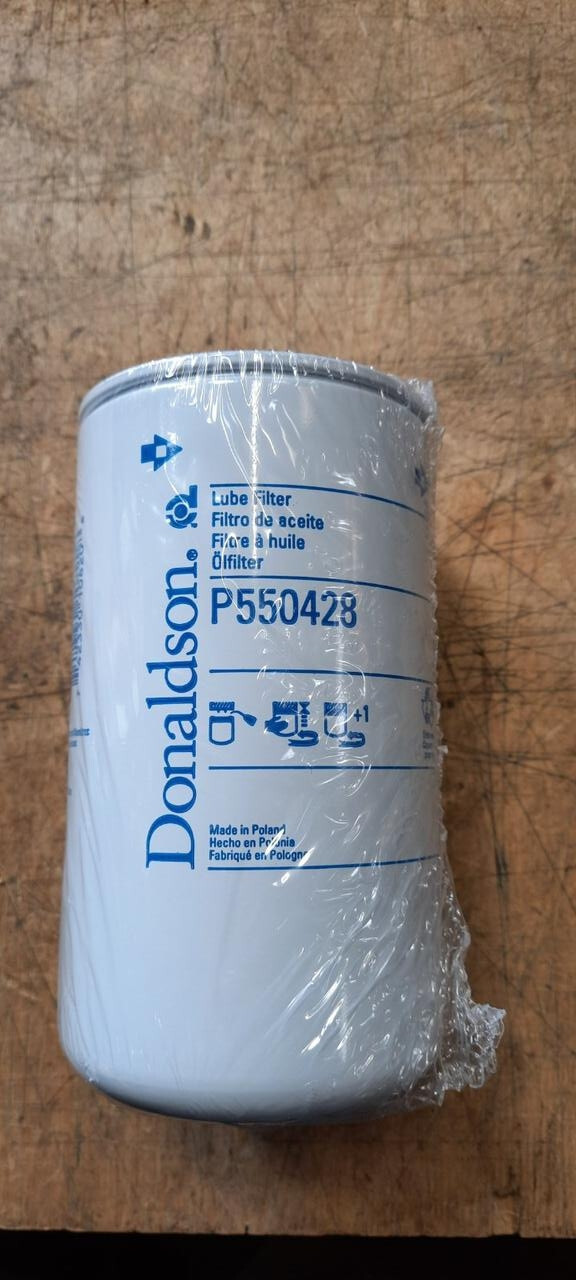 Donaldson.®
Lube Filter
Filtro de aceite
Filtre à huile
Ölfilter
P550428
+1
Made in Poland
Hecho en Polonia
Fabriqué en Pologne